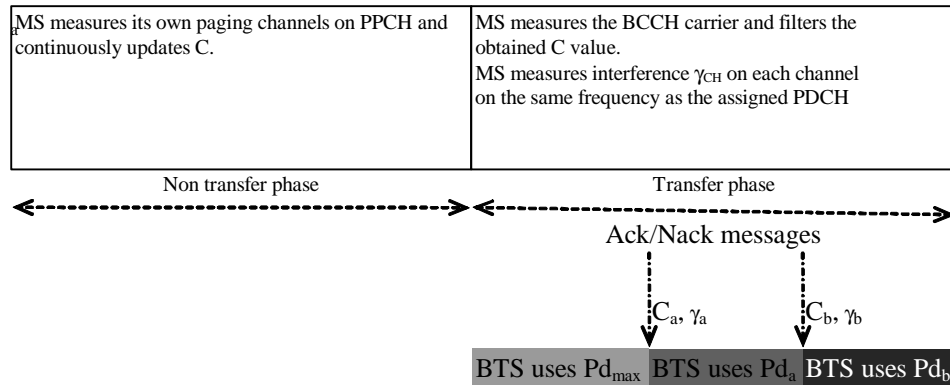 aMS measures its own paging channels on PPCH and
continuously updates C.
MS measures the BCCH carrier and filters the
obtained C value.
MS measures interference γCH on each channel
on the same frequency as the assigned PDCH
Non transfer phase
Transfer phase
Ack/Nack messages
Ca, γa
Cb, γb
BTS uses Pdmax
BTS uses Pda
BTS uses Pdb